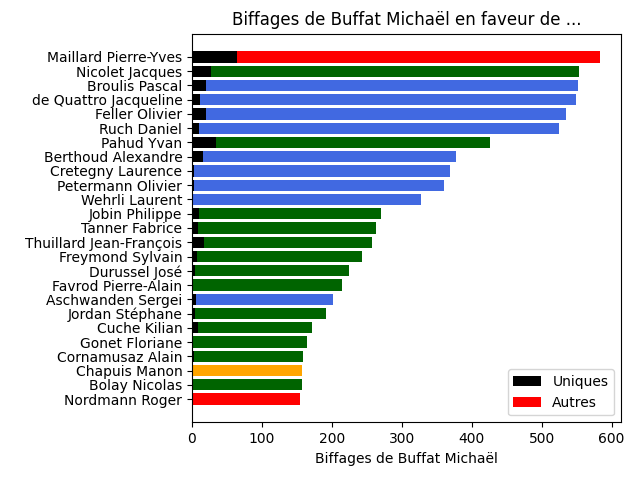 Biffages de Buffat Michaël en faveur de ...
Maillard Pierre-Yves
Nicolet Jacques
Broulis Pascal
de Quattro Jacqueline
Feller Olivier
Ruch Daniel
Pahud Yvan
Berthoud Alexandre
Cretegny Laurence
Petermann Olivier
Wehrli Laurent
Jobin Philippe
Tanner Fabrice
Thuillard Jean-François
Freymond Sylvain
Durussel José
Favrod Pierre-Alain
Aschwanden Sergei
Jordan Stéphane
Cuche Kilian
Gonet Floriane
Cornamusaz Alain
Chapuis Manon
Bolay Nicolas
Nordmann Roger
Uniques
Autres
0 100 200 300 400 500 600
Biffages de Buffat Michaël